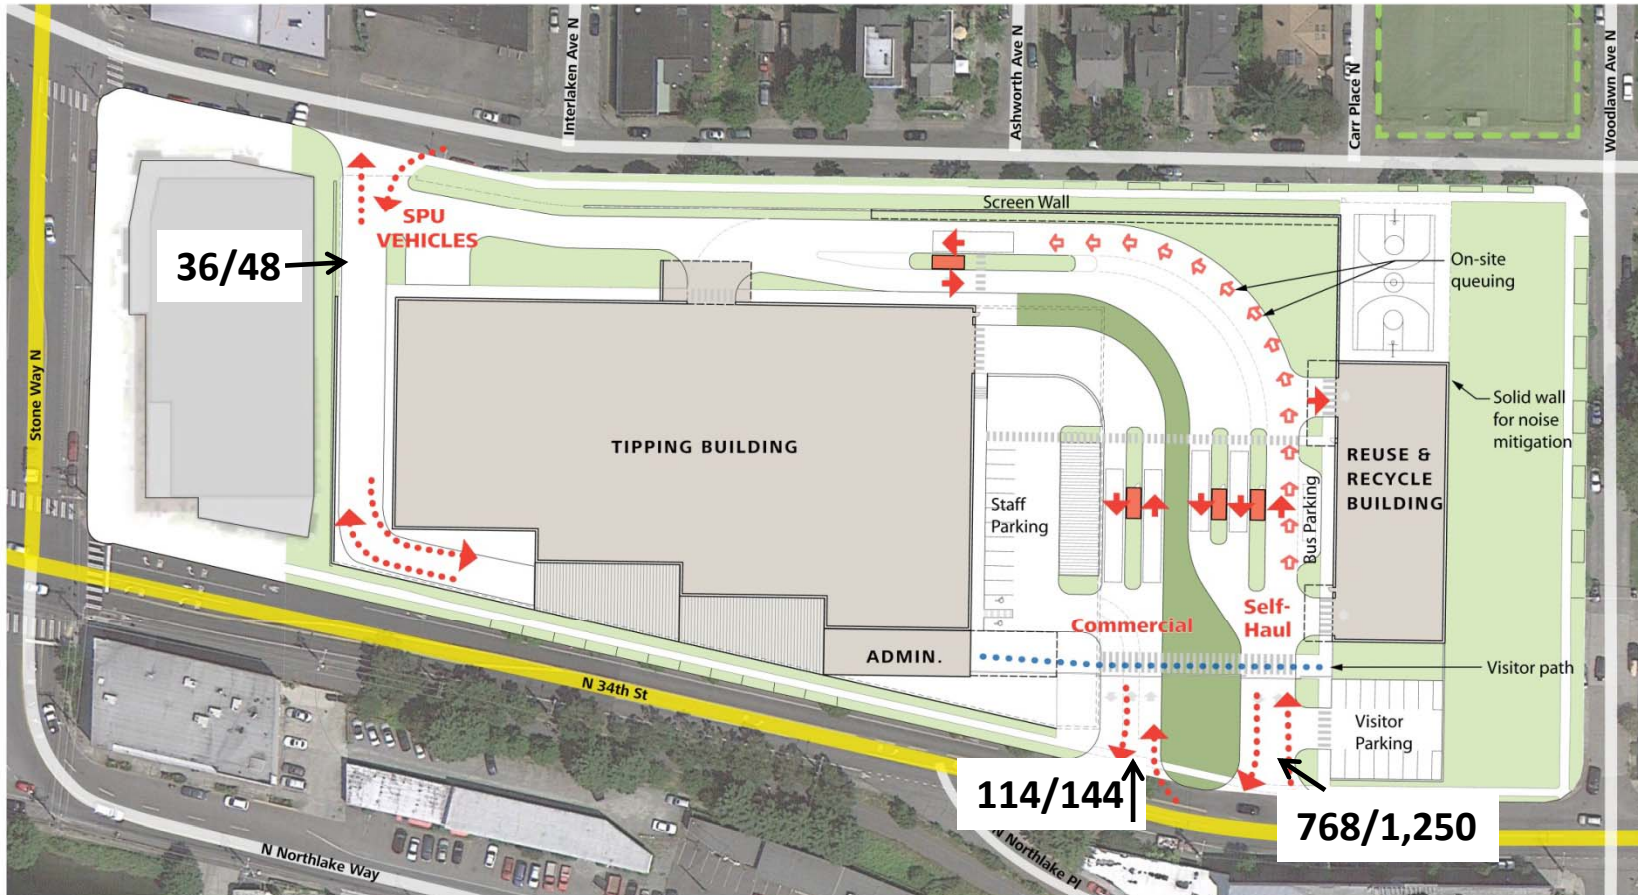 Interlaken Ave N
Ashworth Ave N
Carr Place N
Woodlawn Ave N
Stone Way N
SPU
VEHICLES
36/48
Screen Wall
On-site
queuing
Solid wall
for noise
mitigation
TIPPING BUILDING
REUSE &
RECYCLE
BUILDING
Staff
Parking
Bus Parking
Self-
Haul
Commercial
ADMIN.
Visitor path
N 34th St
Visitor
Parking
114/144
768/1,250
N Northlake Way
N Northlake Pl